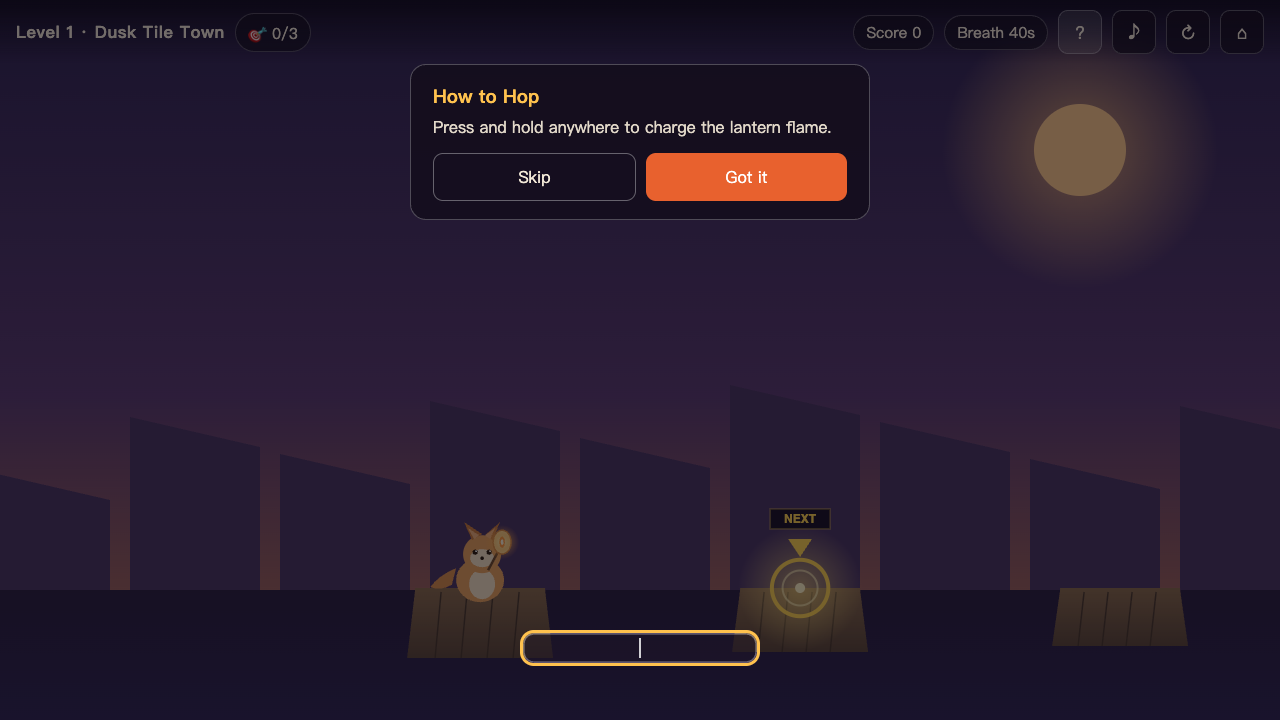 Level 1 · Dusk Tile Town
🎯 0/3
Score 0
Breath 40s
?
♪
↻
⌂
How to Hop
Press and hold anywhere to charge the lantern flame.
Skip
Got it
NEXT